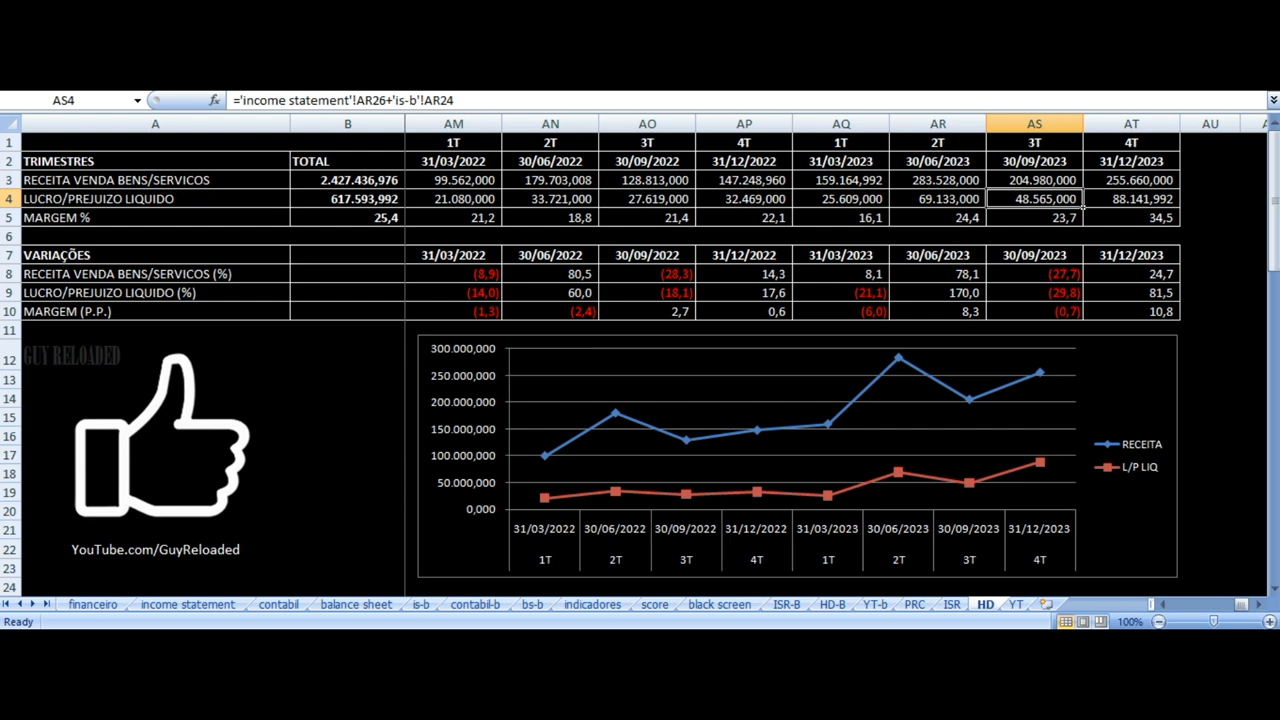 AS4 fx ='income statement'!AR26+'is-b'!AR24
A B AM AN AO AP AQ AR AS AT AU
1 1T 2T 3T 4T 1T 2T 3T 4T
2 TRIMESTRES TOTAL 31/03/2022 30/06/2022 30/09/2022 31/12/2022 31/03/2023 30/06/2023 30/09/2023 31/12/2023
3 RECEITA VENDA BENS/SERVICOS 2.427.436,976 99.562,000 179.703,008 128.813,000 147.248,960 159.164,992 283.528,000 204.980,000 255.660,000
4 LUCRO/PREJUIZO LIQUIDO 617.593,992 21.080,000 33.721,000 27.619,000 32.469,000 25.609,000 69.133,000 48.565,000 88.141,992
5 MARGEM % 25,4 21,2 18,8 21,4 22,1 16,1 24,4 23,7 34,5
6
7 VARIAÇÕES 31/03/2022 30/06/2022 30/09/2022 31/12/2022 31/03/2023 30/06/2023 30/09/2023 31/12/2023
8 RECEITA VENDA BENS/SERVICOS (%) (8,9) 80,5 (28,3) 14,3 8,1 78,1 (27,7) 24,7
9 LUCRO/PREJUIZO LIQUIDO (%) (14,0) 60,0 (18,1) 17,6 (21,1) 170,0 (29,8) 81,5
10 MARGEM (P.P.) (1,3) (2,4) 2,7 0,6 (6,0) 8,3 (0,7) 10,8
11
12 GUY RELOADED
13
14
15
16
17
18
19
20
21
22
23
24
YouTube.com/GuyReloaded
300.000,000
250.000,000
200.000,000
150.000,000
100.000,000
50.000,000
0,000
RECEITA
L/P LIQ
31/03/2022 30/06/2022 30/09/2022 31/12/2022 31/03/2023 30/06/2023 30/09/2023 31/12/2023
1T 2T 3T 4T 1T 2T 3T 4T
financeiro income statement contabil balance sheet is-b contabil-b bs-b indicadores score black screen ISR-B HD-B YT-b PRC ISR HD YT
Ready 100%